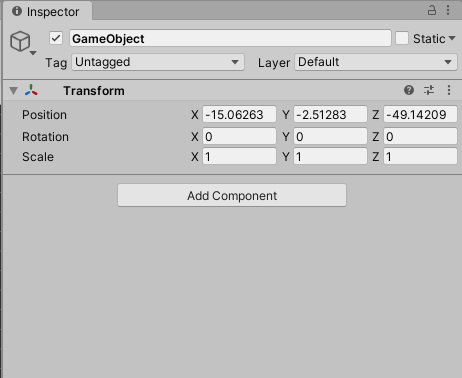 Inspector
GameObject Static
Tag Untagged Layer Default
Transform
Position X -15.06263 Y -2.51283 Z -49.14209
Rotation X 0 Y 0 Z 0
Scale X 1 Y 1 Z 1
Add Component